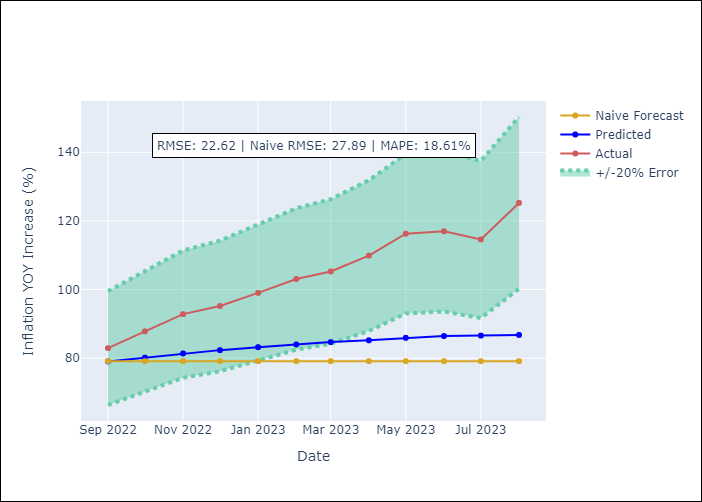 RMSE: 22.62 | Naive RMSE: 27.89 | MAPE: 18.61%
Naive Forecast
Predicted
Actual
+/-20% Error
Inflation YOY Increase (%)
140
120
100
80
Sep 2022 Nov 2022 Jan 2023 Mar 2023 May 2023 Jul 2023
Date